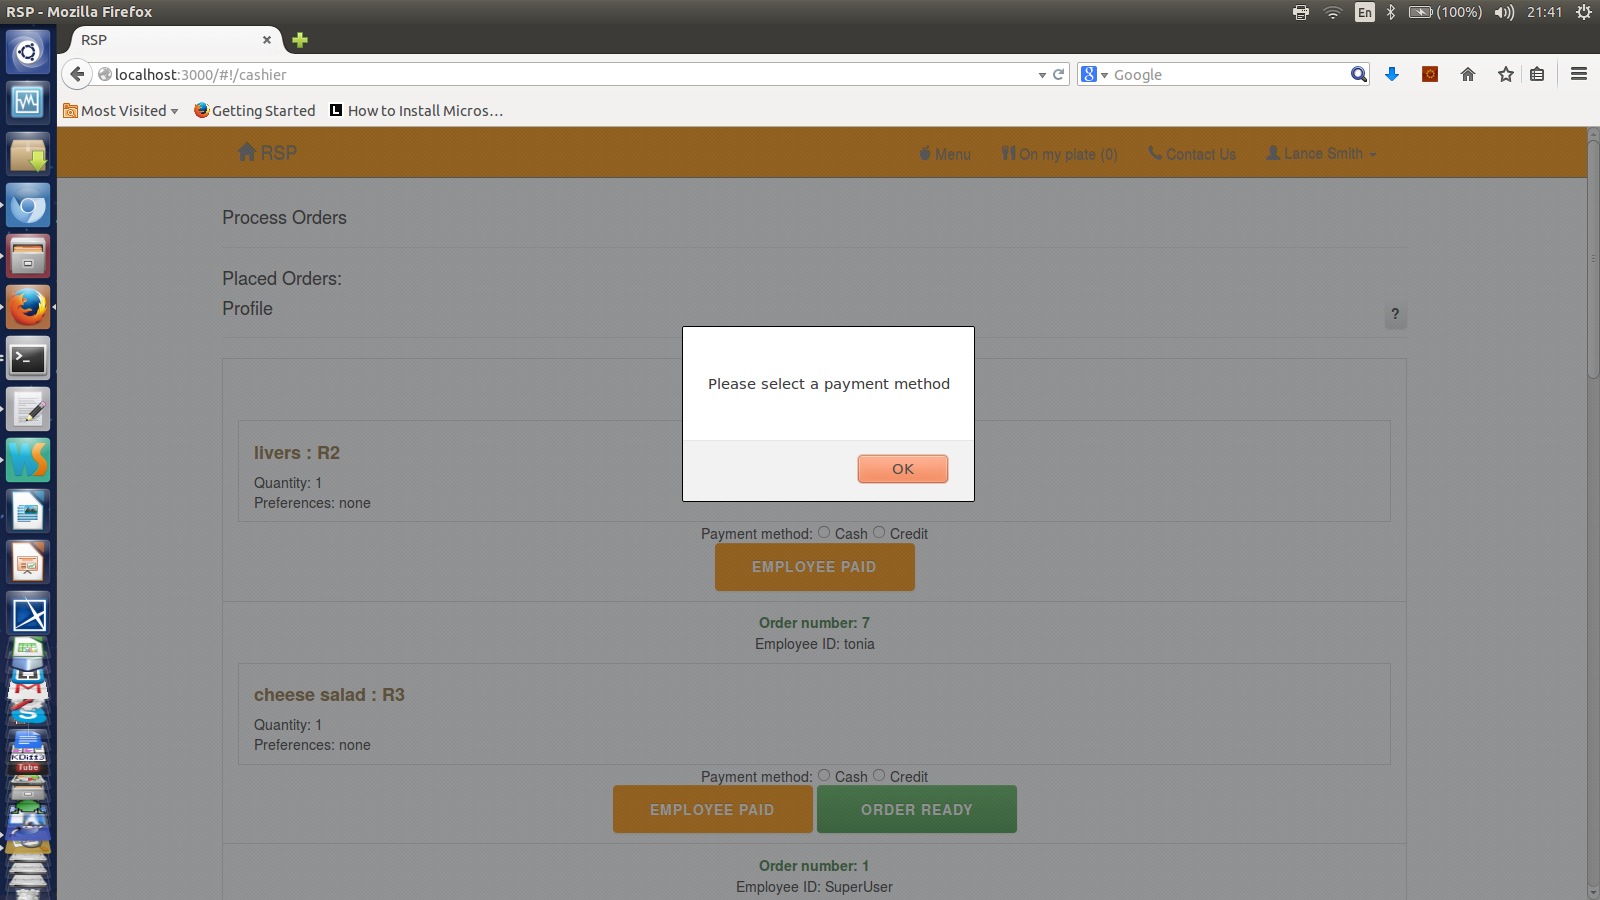 RSP - Mozilla Firefox
En
(100%)
21:41
RSP
localhost:3000/#!/cashier
Google
Most Visited
Getting Started
How to Install Micros...
RSP
Menu
On my plate (0)
Contact Us
Lance Smith
Process Orders
Placed Orders:
Profile
?
Please select a payment method
OK
livers : R2
Quantity: 1
Preferences: none
Payment method: Cash Credit
EMPLOYEE PAID
Order number: 7
Employee ID: tonia
cheese salad : R3
Quantity: 1
Preferences: none
Payment method: Cash Credit
EMPLOYEE PAID
ORDER READY
Order number: 1
Employee ID: SuperUser
KDiff3
Tube